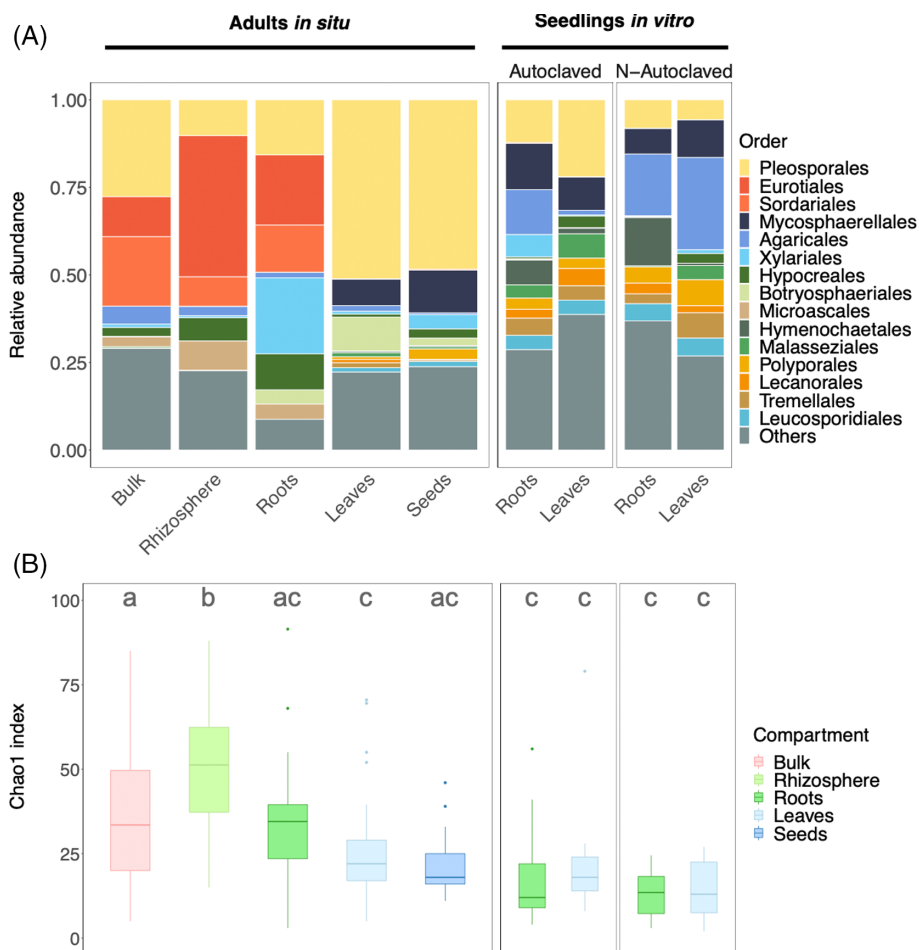 (A)
Adults in situ
Seedlings in vitro
Autoclaved
N−Autoclaved
Relative abundance
1.00
0.75
0.50
0.25
0.00
Bulk
Rhizosphere
Roots
Leaves
Seeds
Roots
Leaves
Roots
Leaves
Order
Pleosporales
Eurotiales
Sordariales
Mycosphaerellales
Agaricales
Xylariales
Hypocreales
Botryosphaeriales
Microascales
Hymenochaetales
Malasseziales
Polyporales
Lecanorales
Tremellales
Leucosporidiales
Others
(B)
Chao1 index
100
75
50
25
0
a b ac c ac
c c
c c
Compartment
Bulk
Rhizosphere
Roots
Leaves
Seeds